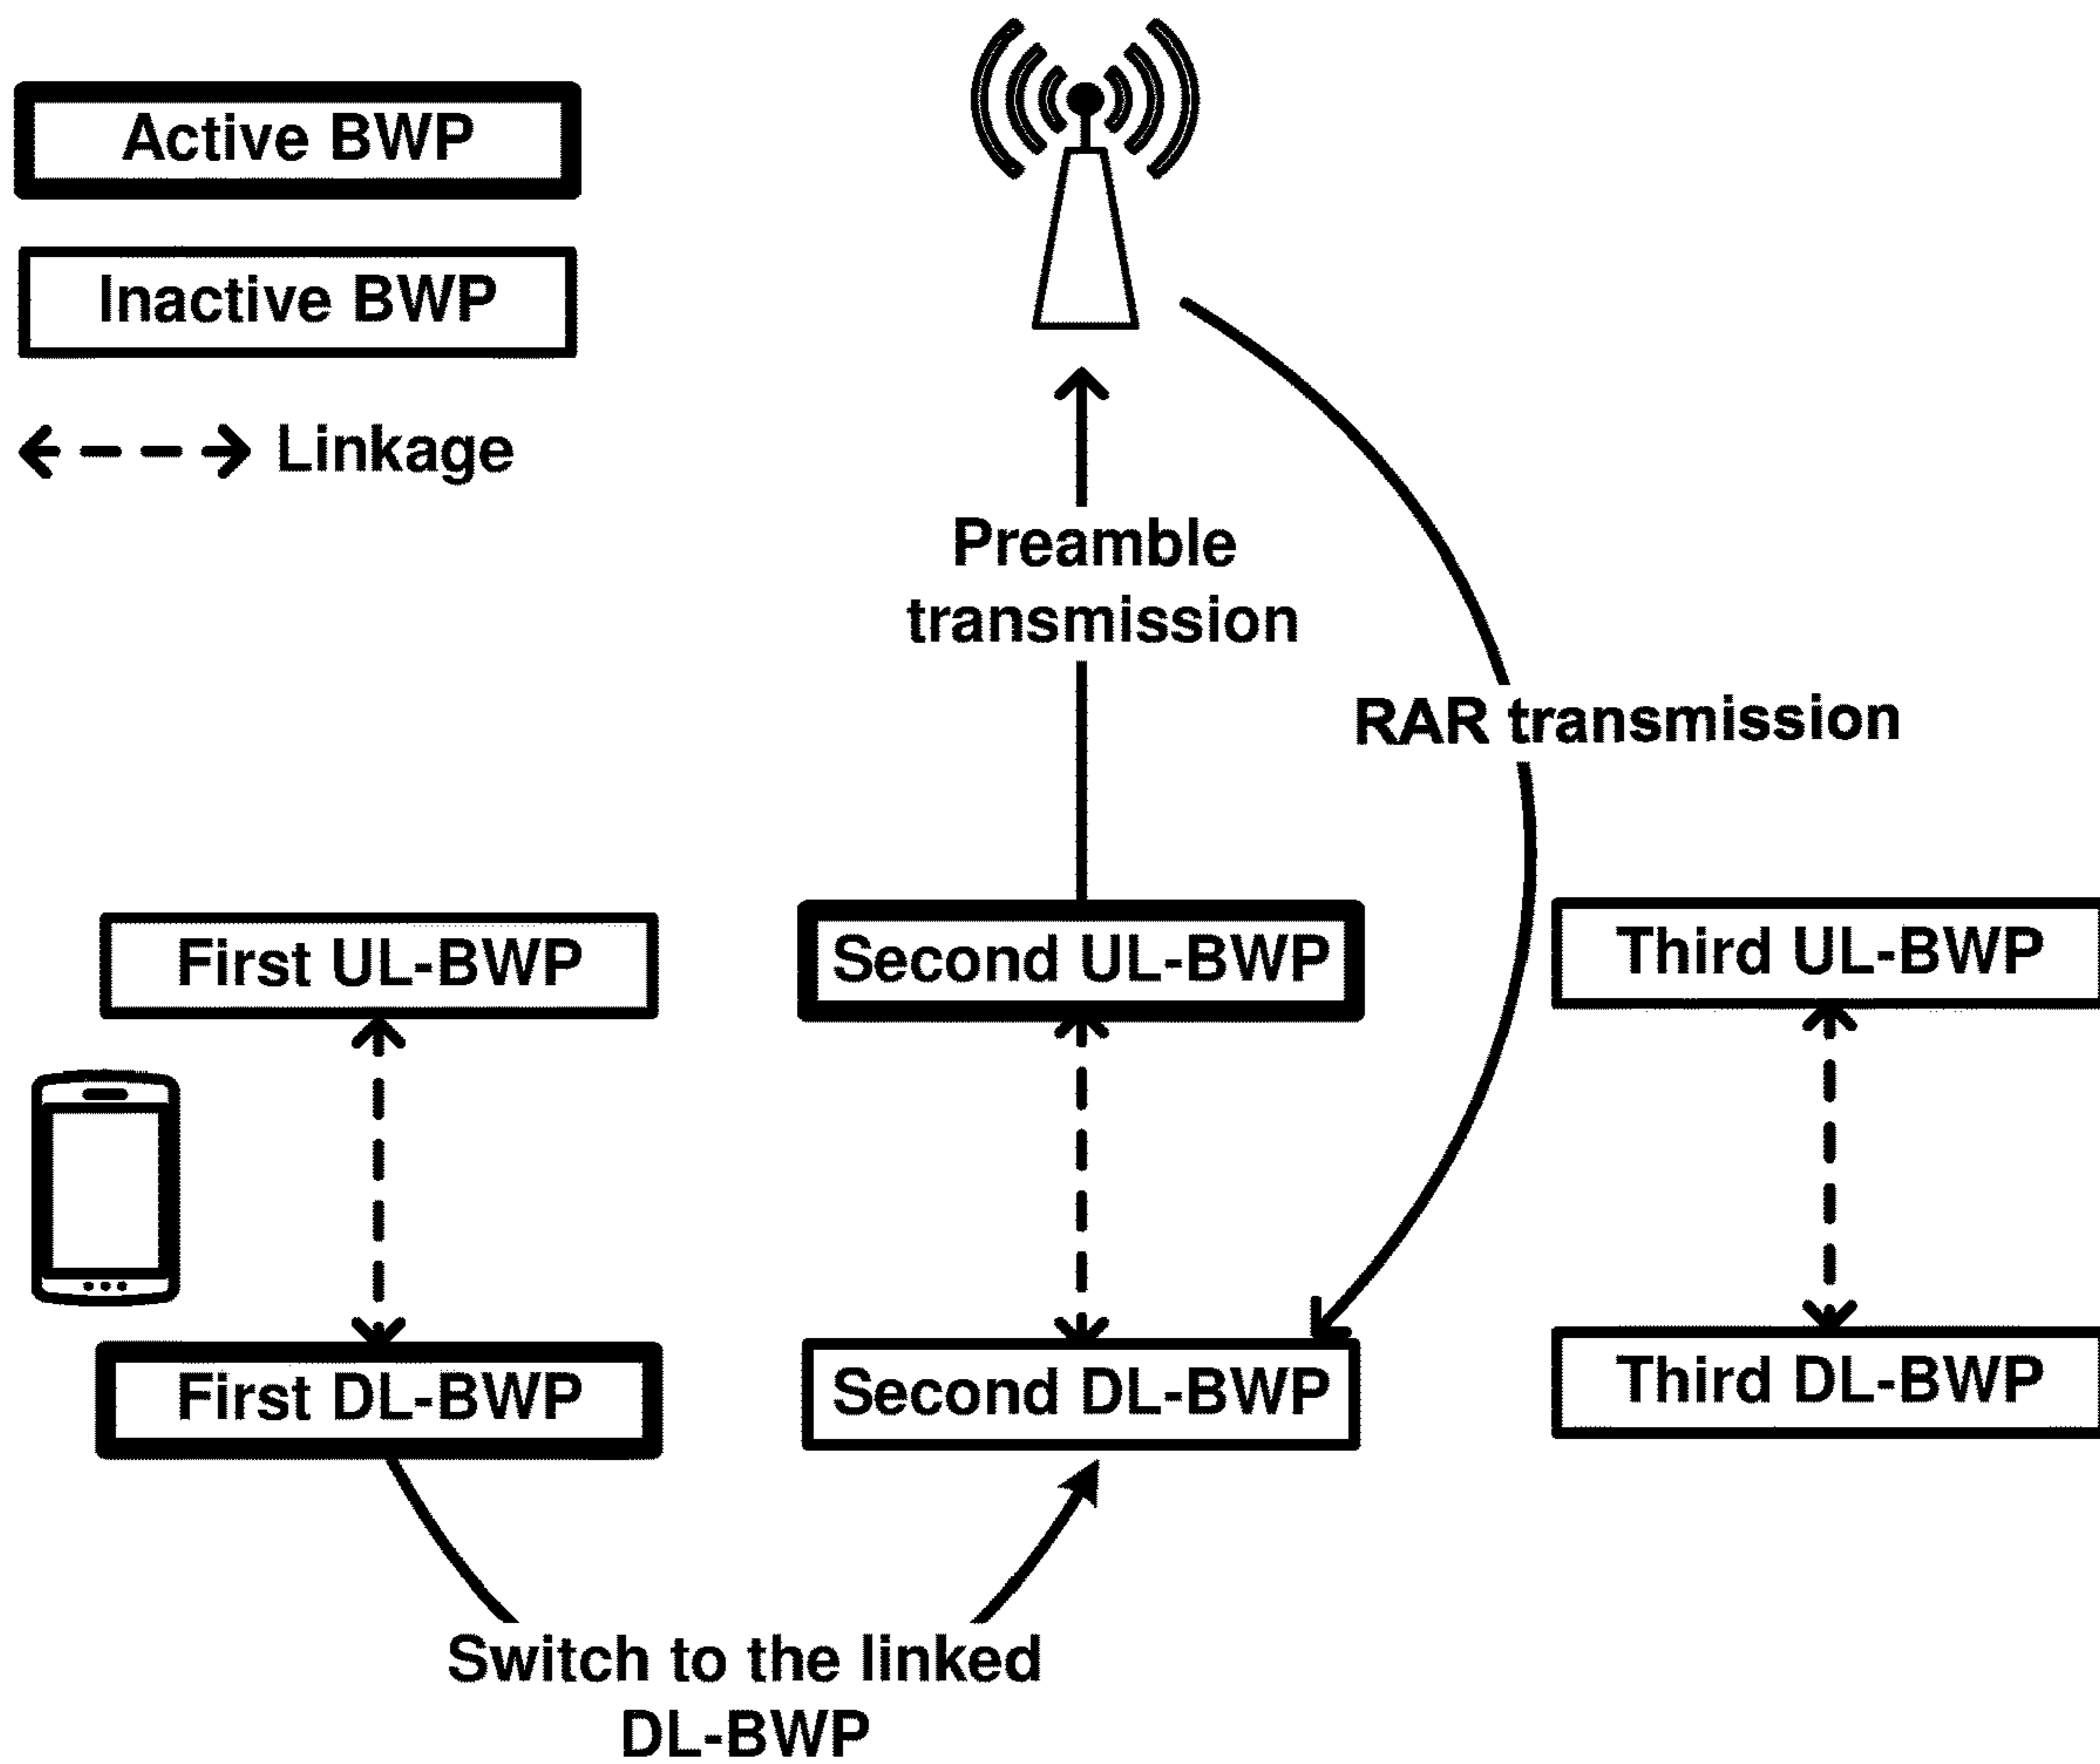 Active BWP
Inactive BWP
Linkage
Preamble
transmission
RAR transmission
First UL-BWP
Second UL-BWP
Third UL-BWP
First DL-BWP
Second DL-BWP
Third DL-BWP
Switch to the linked
DL-BWP